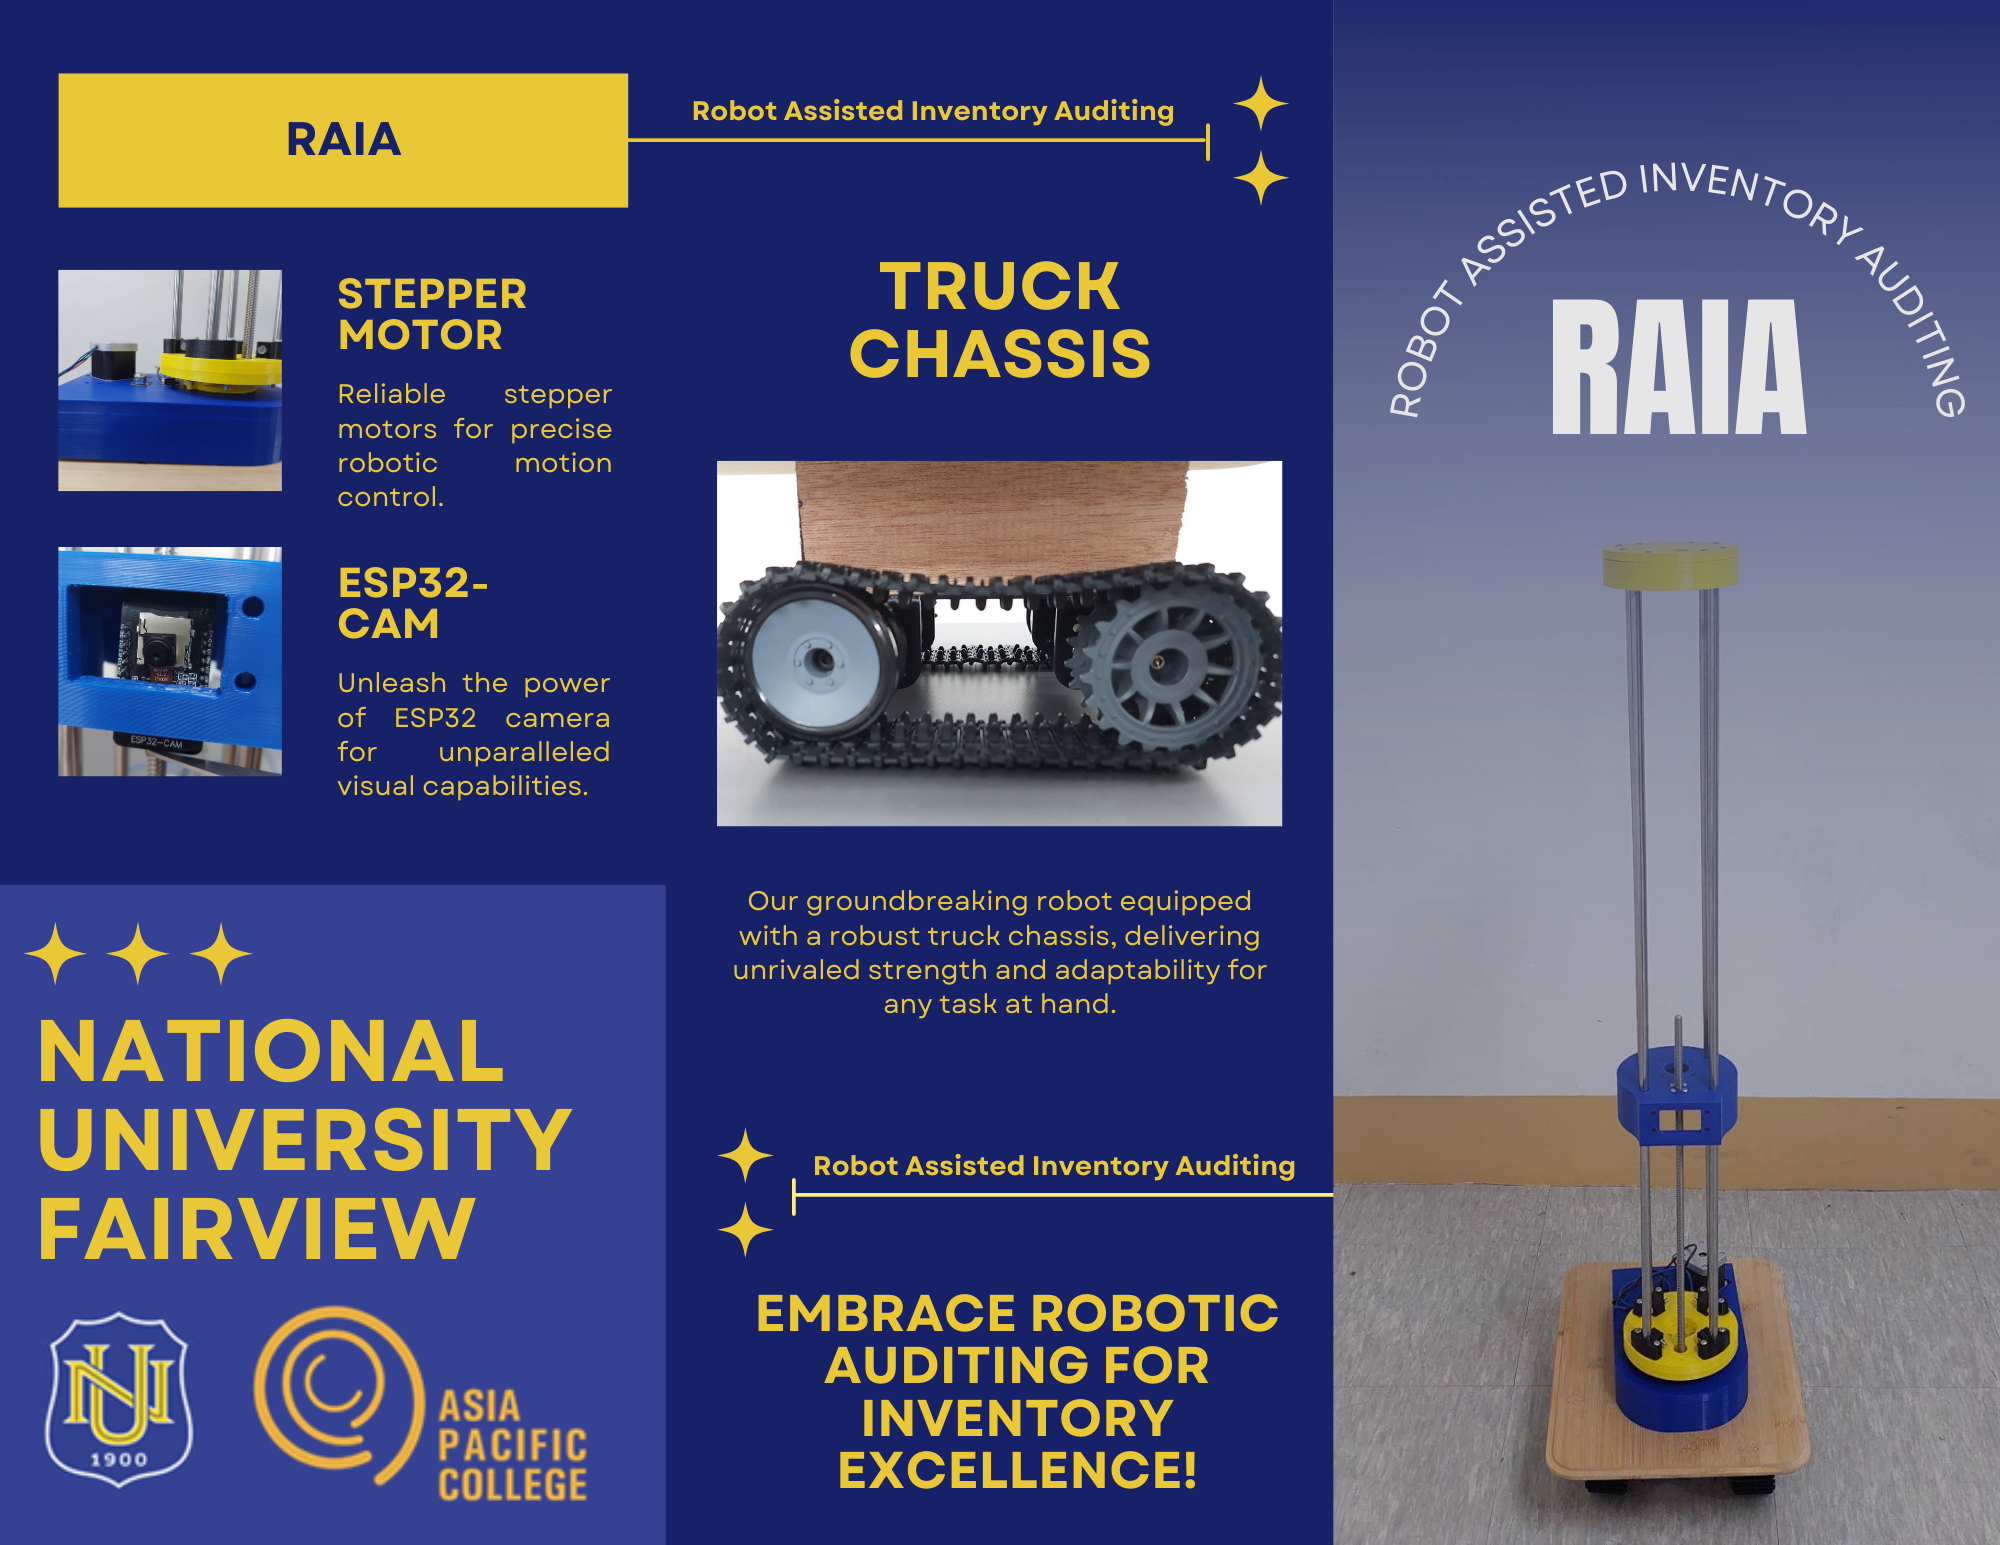 RAIA
Robot Assisted Inventory Auditing
STEPPER
MOTOR
Reliable stepper
motors for precise
robotic motion
control.
ESP32-
CAM
Unleash the power
of ESP32 camera
for unparalleled
visual capabilities.
ESP32-CAM
NATIONAL
UNIVERSITY
FAIRVIEW
NU
1900
ASIA
PACIFIC
COLLEGE
TRUCK
CHASSIS
Our groundbreaking robot equipped
with a robust truck chassis, delivering
unrivaled strength and adaptability for
any task at hand.
Robot Assisted Inventory Auditing
EMBRACE ROBOTIC
AUDITING FOR
INVENTORY
EXCELLENCE!
ROBOT ASSISTED INVENTORY AUDITING
RAIA